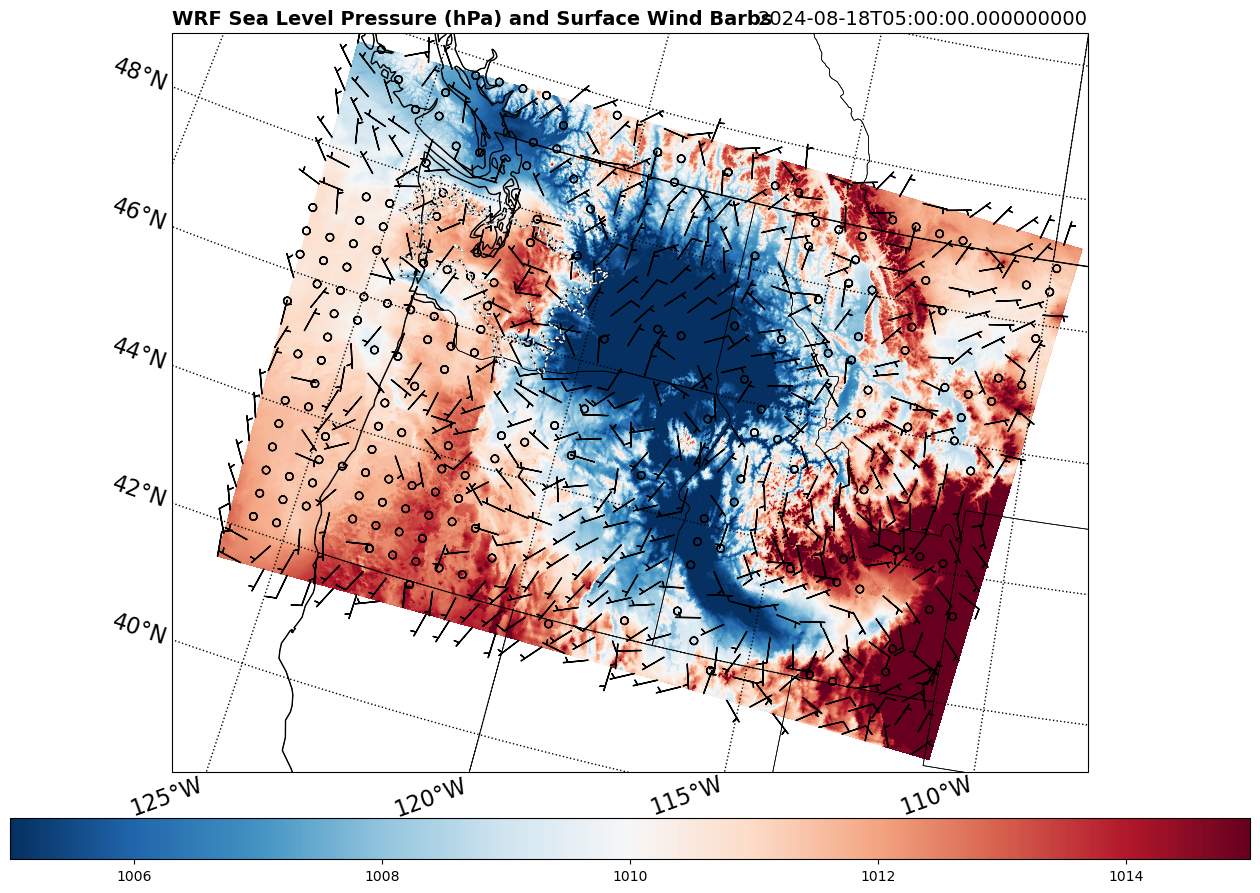 WRF Sea Level Pressure (hPa) and Surface Wind Barbs
2024-08-18T05:00:00.000000000
48°N
46°N
44°N
42°N
40°N
125°W
120°W
115°W
110°W
1006
1008
1010
1012
1014